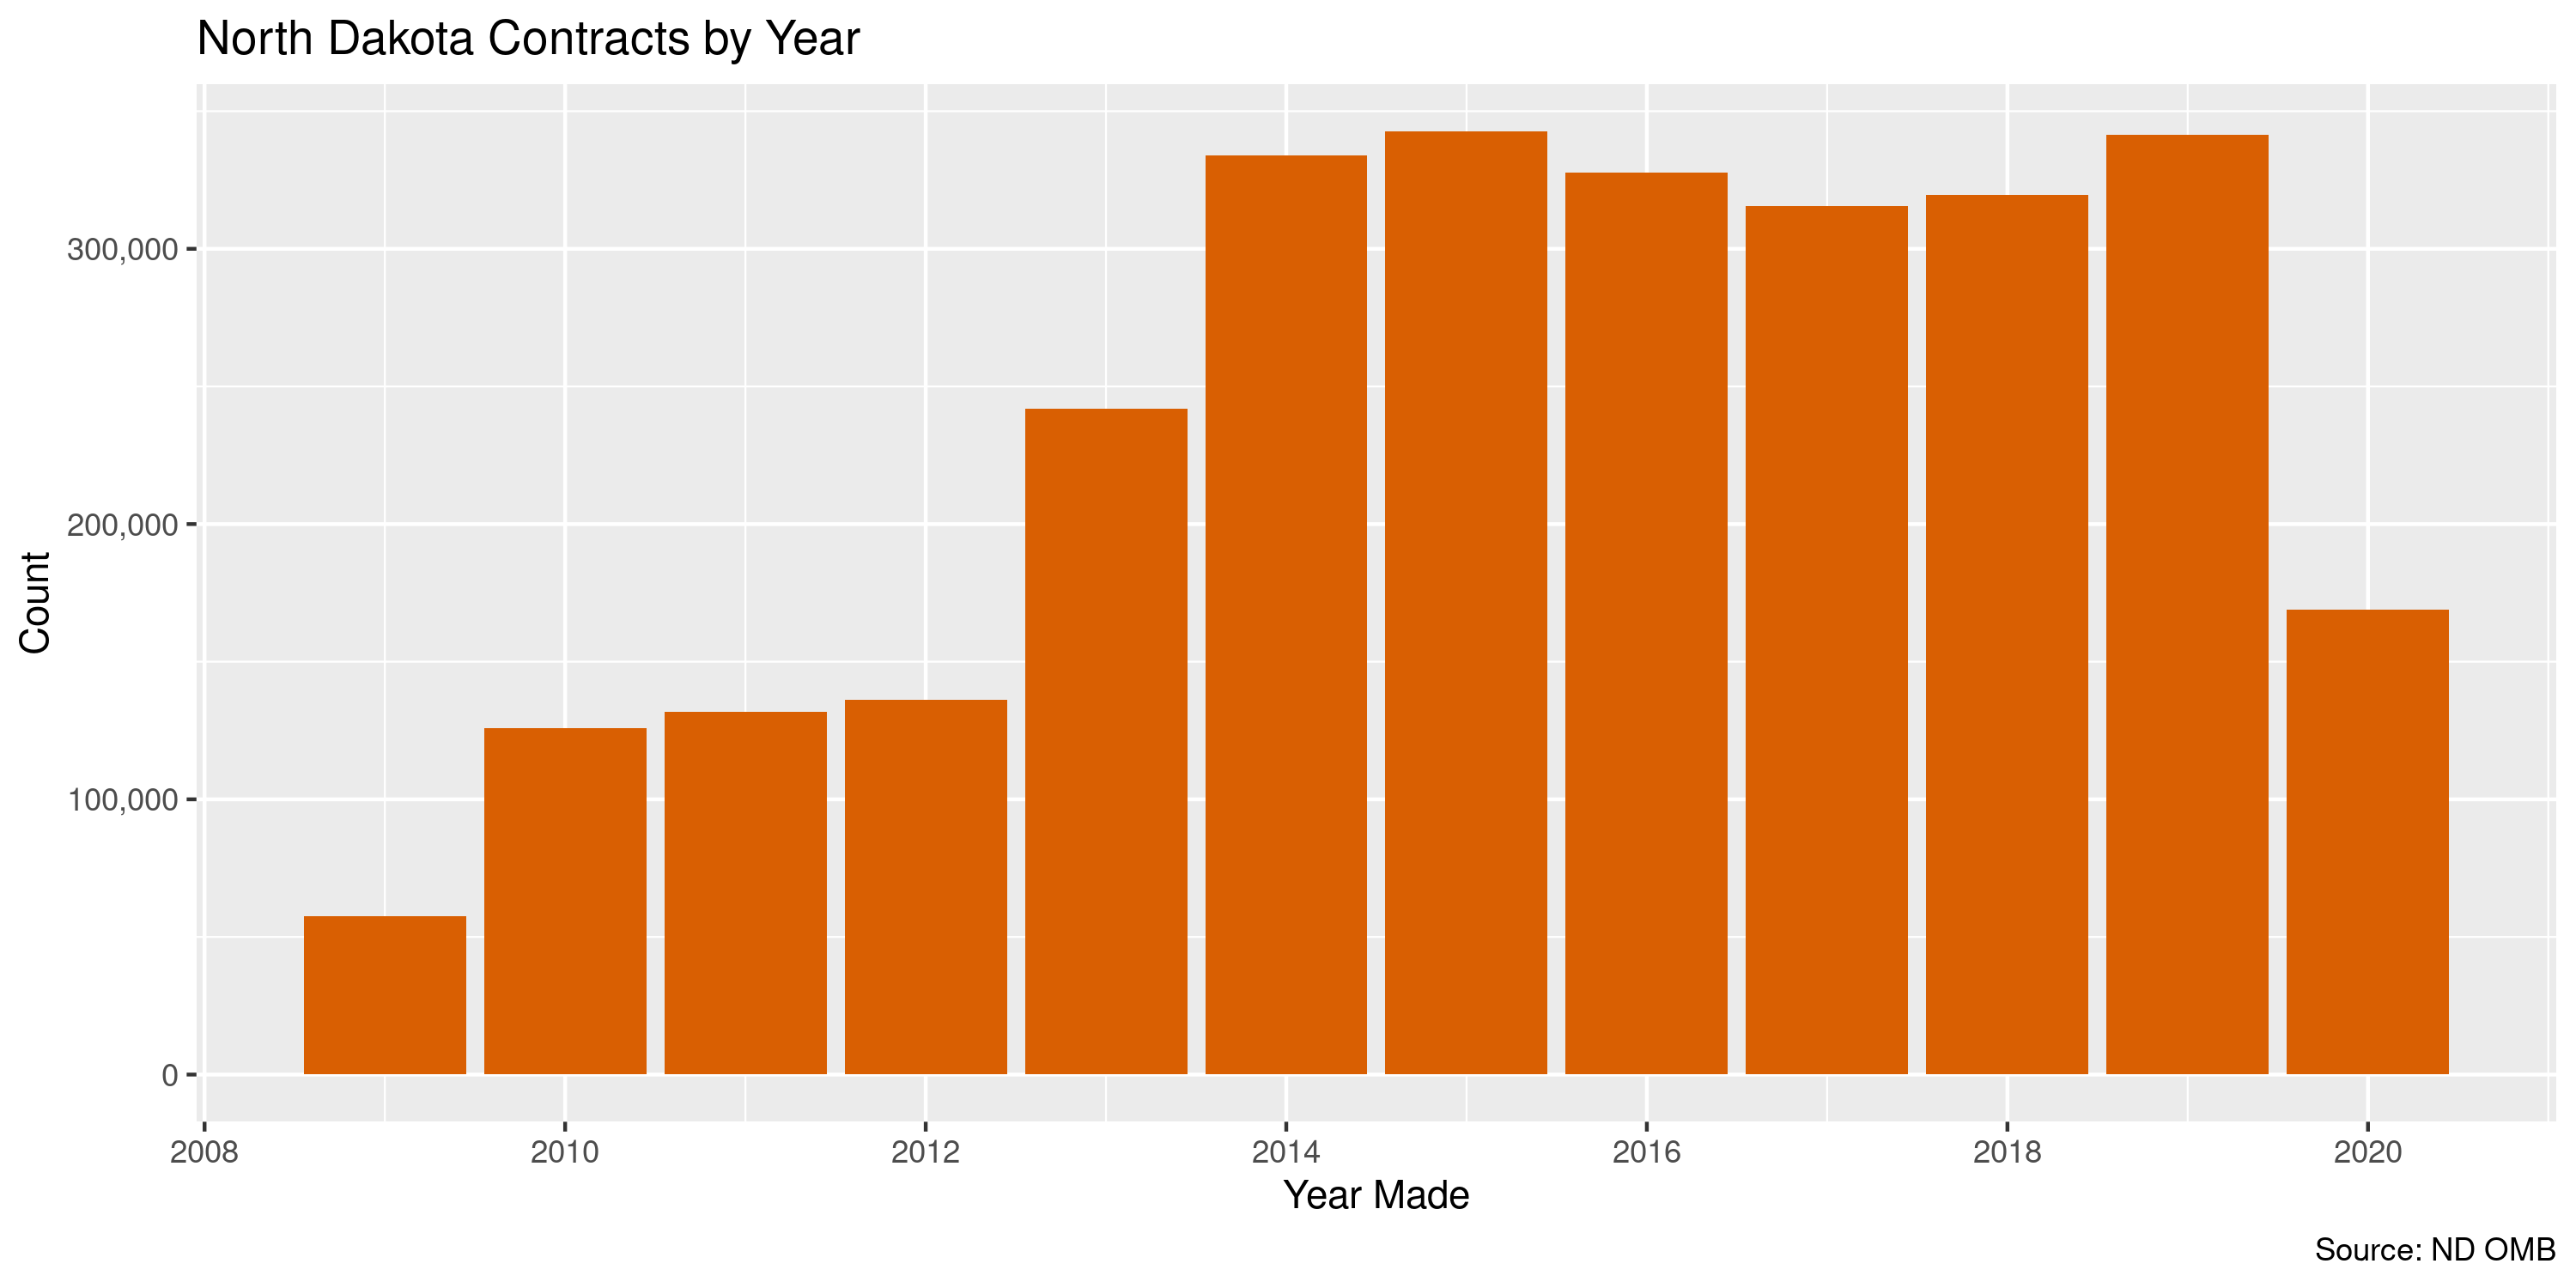 North Dakota Contracts by Year
300,000
200,000
100,000
0
Count
2008 2010 2012 2014 2016 2018 2020
Year Made
Source: ND OMB